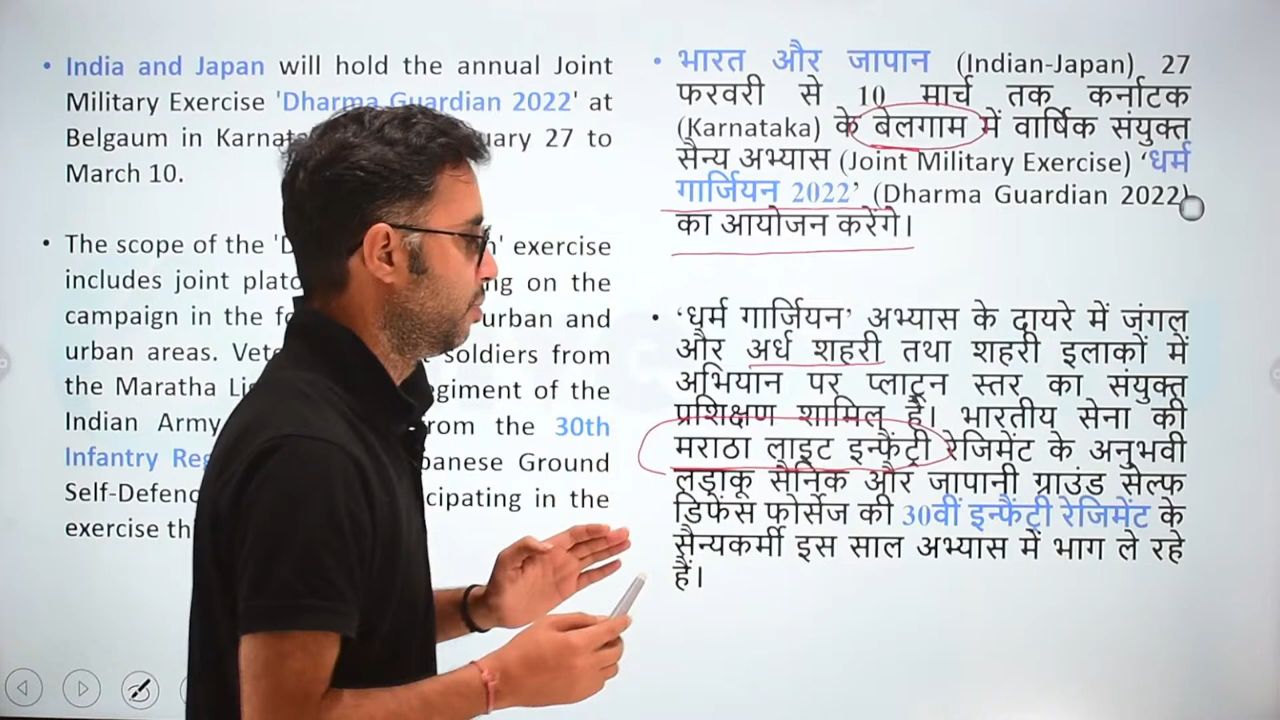 • India and Japan will hold the annual Joint
Military Exercise 'Dharma Guardian 2022' at
Belgaum in Karnata uary 27 to
March 10.
• The scope of the 'D n' exercise
includes joint plato ng on the
campaign in the fo urban and
urban areas. Vet soldiers from
the Maratha Li egiment of the
Indian Army rom the 30th
Infantry Reg panese Ground
Self-Defenc cipating in the
exercise th
• भारत और जापान (Indian-Japan) 27
फरवरी से 10 मार्च तक कर्नाटक
(Karnataka) के बेलगाम में वार्षिक संयुक्त
सैन्य अभ्यास (Joint Military Exercise) ‘धर्म
गार्जियन 2022’ (Dharma Guardian 2022)
का आयोजन करेंगे।
• ‘धर्म गार्जियन’ अभ्यास के दायरे में जंगल
और अर्ध शहरी तथा शहरी इलाकों में
अभियान पर प्लाटून स्तर का संयुक्त
प्रशिक्षण शामिल है। भारतीय सेना की
मराठा लाइट इन्फैंट्री रेजिमेंट के अनुभवी
लड़ाकू सैनिक और जापानी ग्राउंड सेल्फ
डिफेंस फोर्सेज की 30वीं इन्फैंट्री रेजिमेंट के
सैन्यकर्मी इस साल अभ्यास में भाग ले रहे
हैं।